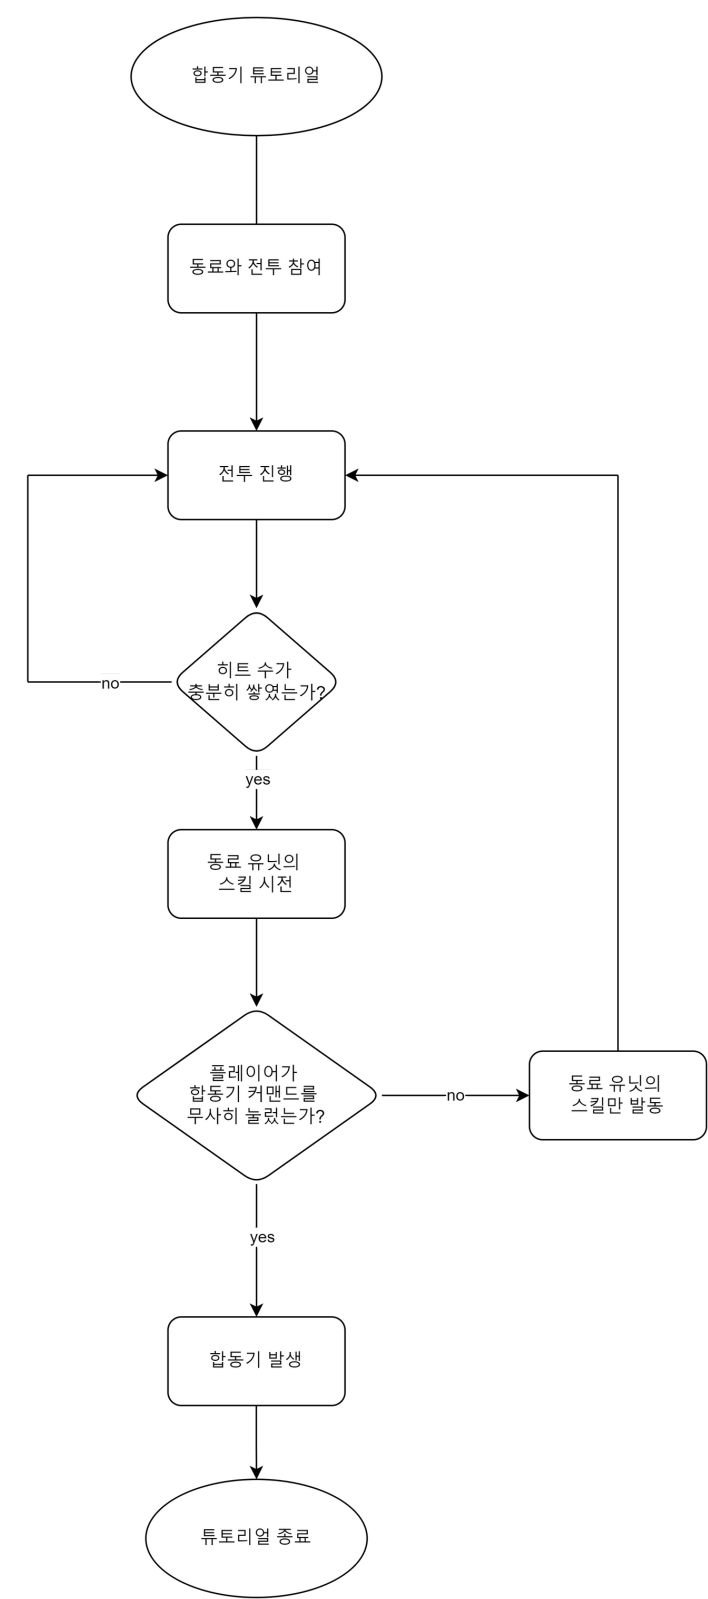 합동기 튜토리얼
동료와 전투 참여
전투 진행
히트 수가
충분히 쌓였는가?
no
yes
동료 유닛의
스킬 시전
플레이어가
합동기 커맨드를
무사히 눌렀는가?
no
동료 유닛의
스킬만 발동
yes
합동기 발생
튜토리얼 종료